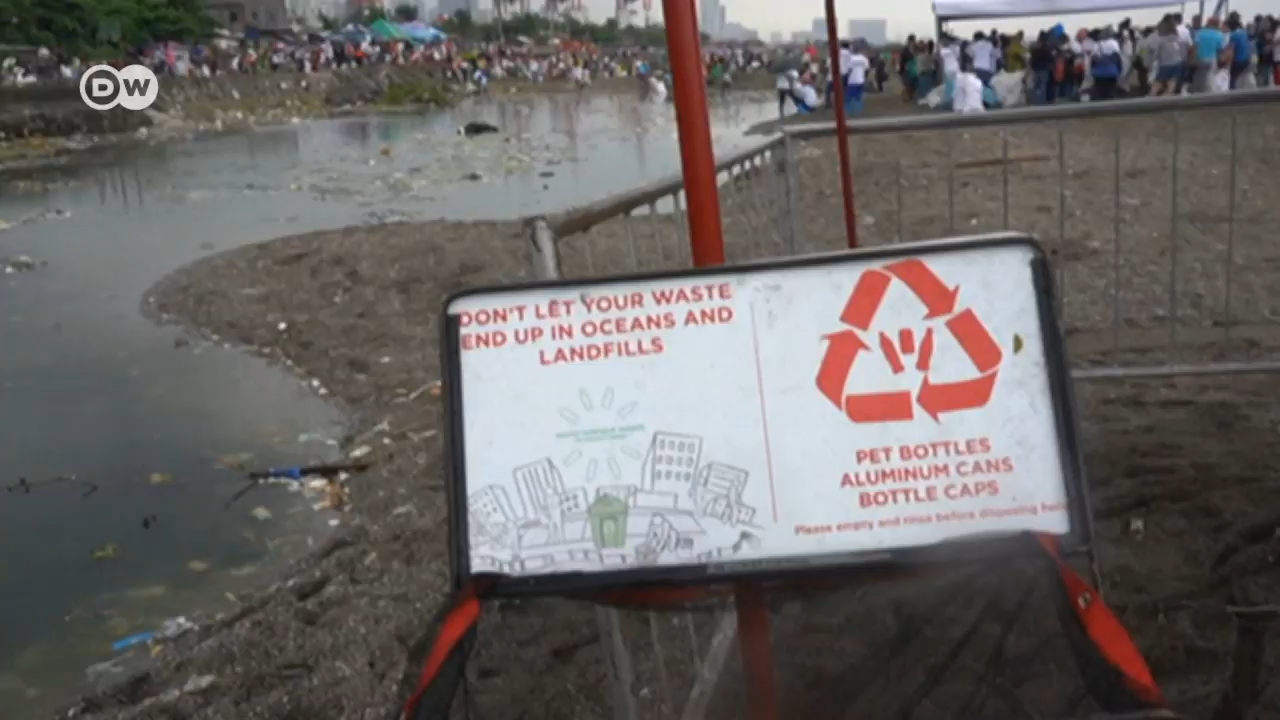 DW
DON'T LET YOUR WASTE
END UP IN OCEANS AND
LANDFILLS
PET BOTTLES
ALUMINUM CANS
BOTTLE CAPS
Please empty and rinse before disposing